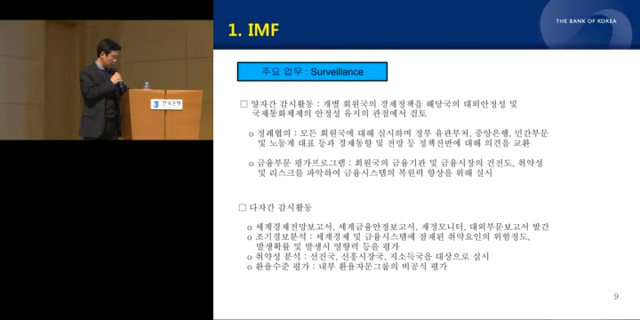 THE BANK OF KOREA
1. IMF
주요 업무 : Surveillance
□ 양자간 감시활동 : 개별 회원국의 경제정책을 해당국의 대외안정성 및
국제통화체제의 안정성 유지의 관점에서 검토
o 정례협의 : 모든 회원국에 대해 실시하며 정부 유관부처, 중앙은행, 민간부문
및 노동계 대표 등과 경제동향 및 전망 등 정책전반에 대해 의견을 교환
o 금융부문 평가프로그램 : 회원국의 금융기관 및 금융시장의 건전도, 취약성
및 리스크를 파악하여 금융시스템의 복원력 향상을 위해 실시
□ 다자간 감시활동
o 세계경제전망보고서, 세계금융안정보고서, 재정모니터, 대외부문보고서 발간
o 조기경보분석 : 세계경제 및 금융시스템에 잠재된 취약요인의 위험정도,
발생확률 및 발생시 영향력 등을 평가
o 취약성 분석 : 선진국, 신흥시장국, 저소득국을 대상으로 실시
o 환율수준 평가 : 내부 환율자문그룹의 비공식 평가
9
한국은행